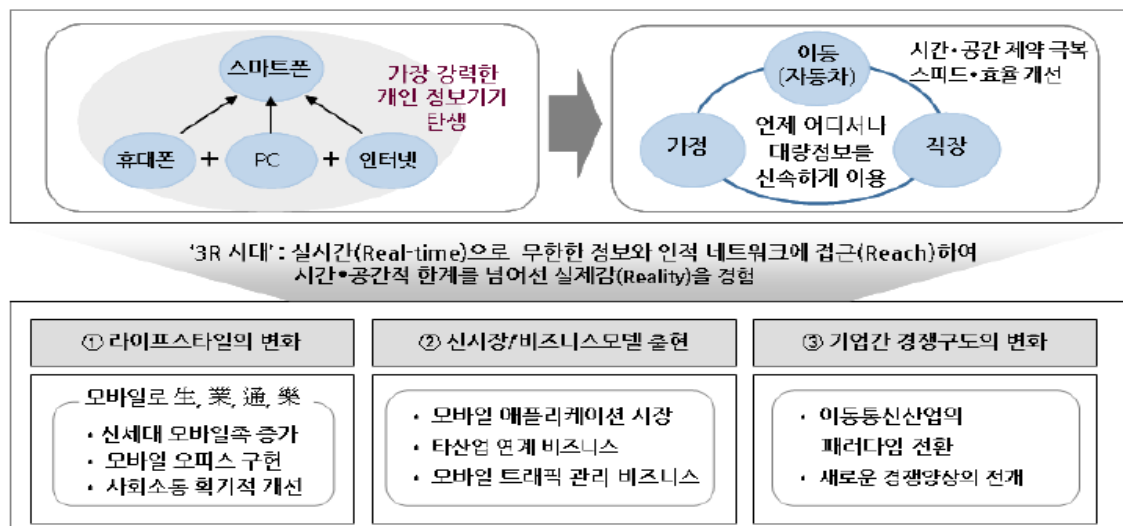 스마트폰
가장 강력한
개인 정보기기
탄생
휴대폰 + PC + 인터넷
이동
(자동차)
시간•공간 제약 극복
스피드•효율 개선
가정
언제 어디서나
대량정보를
신속하게 이용
직장
'3R 시대' : 실시간(Real-time)으로 무한한 정보와 인적 네트워크에 접근(Reach)하여
시간•공간적 한계를 넘어선 실제감(Reality)을 경험
① 라이프스타일의 변화
모바일로 生, 業, 通, 樂
• 신세대 모바일족 증가
• 모바일 오피스 구현
• 사회소통 획기적 개선
② 신시장/비즈니스모델 출현
• 모바일 애플리케이션 시장
• 타산업 연계 비즈니스
• 모바일 트래픽 관리 비즈니스
③ 기업간 경쟁구도의 변화
• 이동통신산업의
패러다임 전환
• 새로운 경쟁양상의 전개